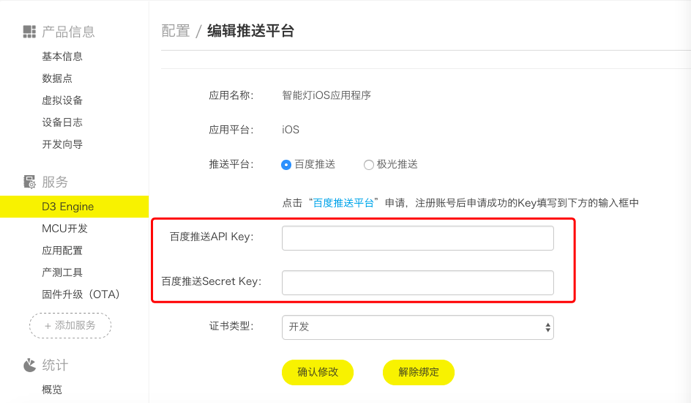 产品信息
基本信息
数据点
虚拟设备
设备日志
开发向导
服务
D3 Engine
MCU开发
应用配置
产测工具
固件升级（OTA）
+ 添加服务
统计
概览
配置 / 编辑推送平台
应用名称： 智能灯iOS应用程序
应用平台： iOS
推送平台： 百度推送 极光推送
点击“百度推送平台”申请，注册账号后申请成功的Key填写到下方的输入框中
百度推送API Key：
百度推送Secret Key：
证书类型： 开发
确认修改 解除绑定